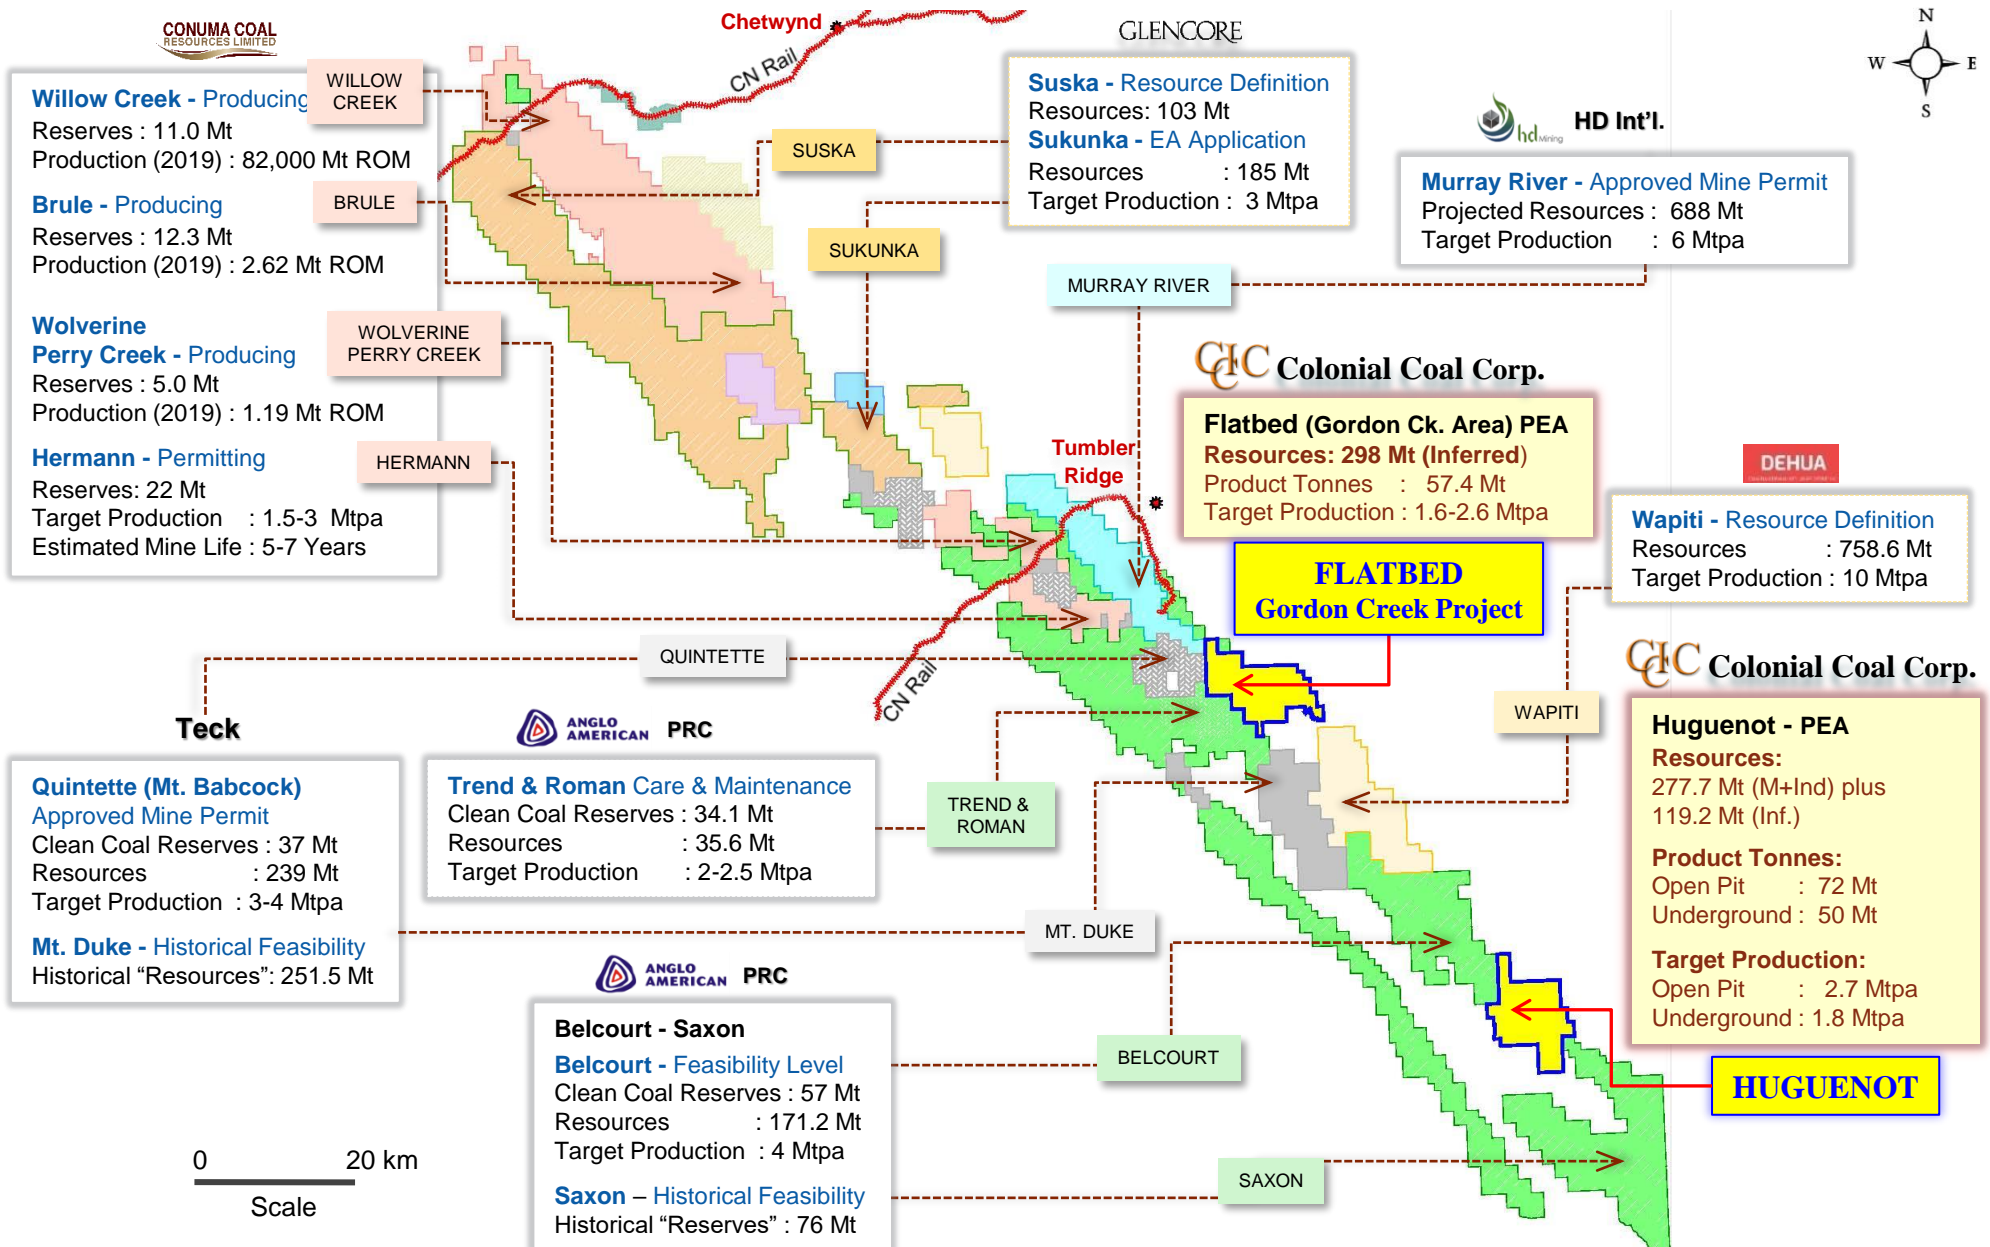 CONUMA COAL
RESOURCES LIMITED
Willow Creek - Producing
Reserves : 11.0 Mt
Production (2019) : 82,000 Mt ROM
Brule - Producing
Reserves : 12.3 Mt
Production (2019) : 2.62 Mt ROM
Wolverine
Perry Creek - Producing
Reserves : 5.0 Mt
Production (2019) : 1.19 Mt ROM
Hermann - Permitting
Reserves: 22 Mt
Target Production : 1.5-3 Mtpa
Estimated Mine Life : 5-7 Years
WILLOW
CREEK
BRULE
WOLVERINE
PERRY CREEK
HERMANN
Chetwynd
CN Rail
SUSKA
SUKUNKA
GLENCORE
Suska - Resource Definition
Resources: 103 Mt
Sukunka - EA Application
Resources : 185 Mt
Target Production : 3 Mtpa
MURRAY RIVER
hd Mining
HD Int'l.
Murray River - Approved Mine Permit
Projected Resources : 688 Mt
Target Production : 6 Mtpa
N
W E
S
CCIC Colonial Coal Corp.
Flatbed (Gordon Ck. Area) PEA
Resources: 298 Mt (Inferred)
Product Tonnes : 57.4 Mt
Target Production : 1.6-2.6 Mtpa
FLATBED
Gordon Creek Project
Tumbler
Ridge
CN Rail
DEHUA
Wapiti - Resource Definition
Resources : 758.6 Mt
Target Production : 10 Mtpa
WAPITI
CCIC Colonial Coal Corp.
Huguenot - PEA
Resources:
277.7 Mt (M+Ind) plus
119.2 Mt (Inf.)
Product Tonnes:
Open Pit : 72 Mt
Underground : 50 Mt
Target Production:
Open Pit : 2.7 Mtpa
Underground : 1.8 Mtpa
HUGUENOT
QUINTETTE
Teck
Quintette (Mt. Babcock)
Approved Mine Permit
Clean Coal Reserves : 37 Mt
Resources : 239 Mt
Target Production : 3-4 Mtpa
Mt. Duke - Historical Feasibility
Historical “Resources”: 251.5 Mt
ANGLO
AMERICAN PRC
Trend & Roman Care & Maintenance
Clean Coal Reserves : 34.1 Mt
Resources : 35.6 Mt
Target Production : 2-2.5 Mtpa
TREND &
ROMAN
MT. DUKE
ANGLO
AMERICAN PRC
Belcourt - Saxon
Belcourt - Feasibility Level
Clean Coal Reserves : 57 Mt
Resources : 171.2 Mt
Target Production : 4 Mtpa
Saxon – Historical Feasibility
Historical “Reserves” : 76 Mt
BELCOURT
SAXON
0 20 km
Scale